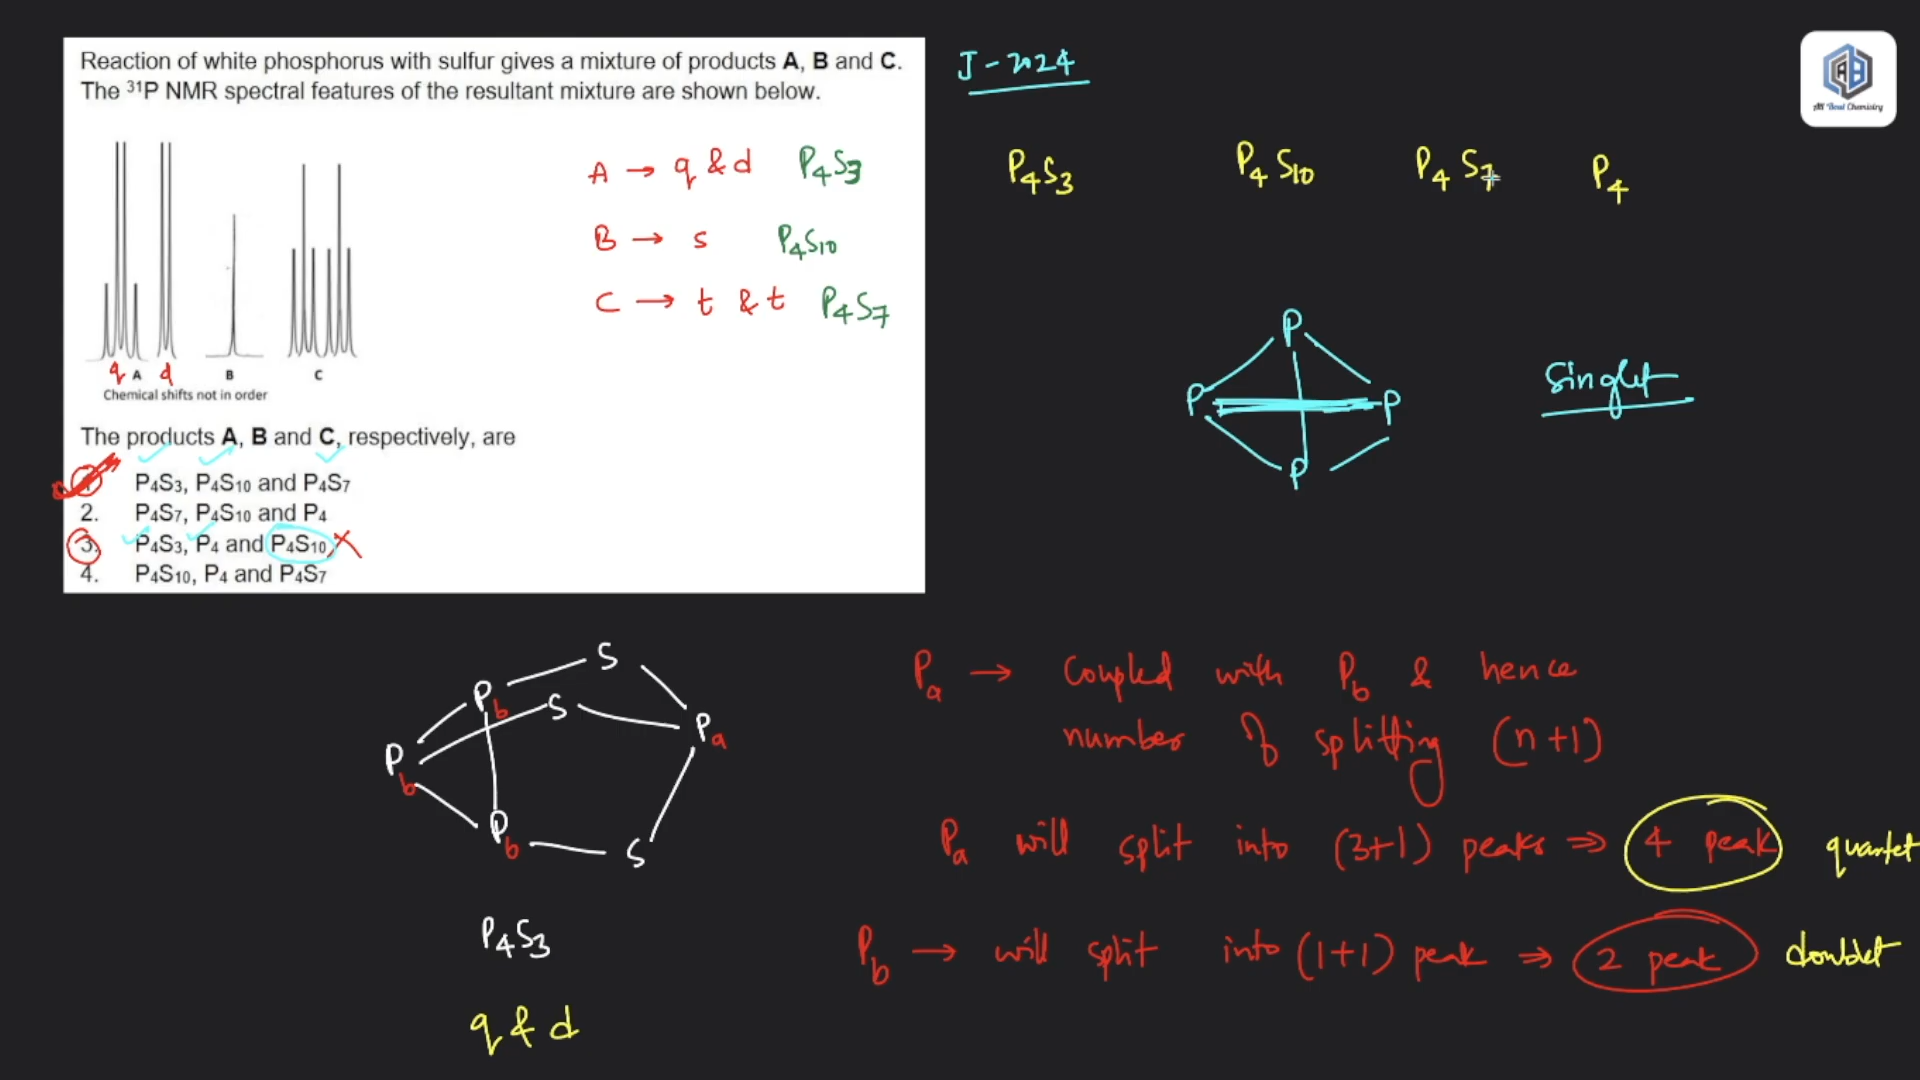 Reaction of white phosphorus with sulfur gives a mixture of products A, B and C.
The ³¹P NMR spectral features of the resultant mixture are shown below.
A → q & d P₄S₃
B → s P₄S₁₀
C → t & t P₄S₇
q A d B C
Chemical shifts not in order
The products A, B and C, respectively, are
1. P₄S₃, P₄S₁₀ and P₄S₇
2. P₄S₇, P₄S₁₀ and P₄
3. P₄S₃, P₄ and P₄S₁₀ ✗
4. P₄S₁₀, P₄ and P₄S₇
J-2024
All 'Bout Chemistry
P₄S₃ P₄S₁₀ P₄S₇ P₄
P
P P
P
Singlet
S
P b S
P a
P b
P b S
P₄S₃
q & d
Pa → Coupled with Pb & hence
number of splitting (n+1)
Pa will split into (3+1) peaks ⇒ 4 peak quartet
Pb → will split into (1+1) peak ⇒ 2 peak doublet